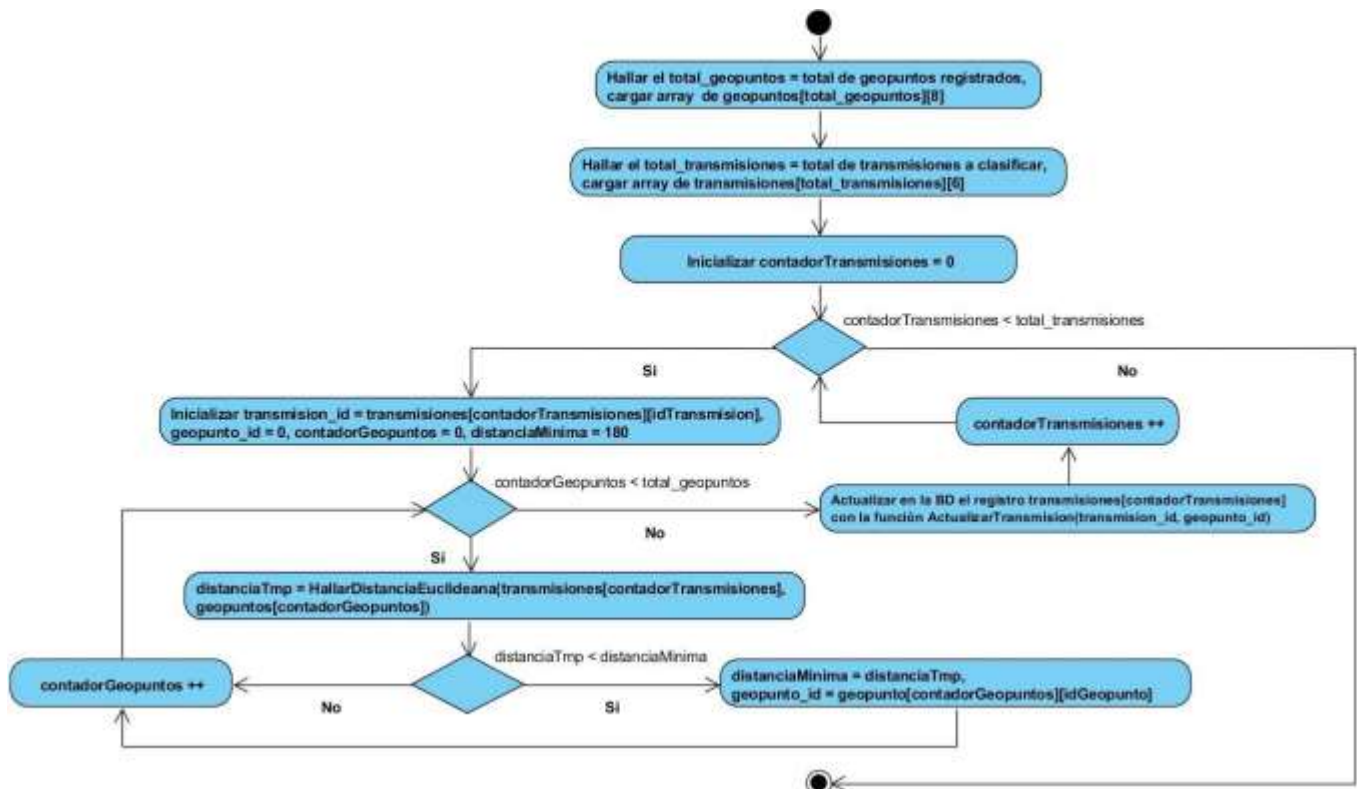 Hallar el total_geopuntos = total de geopuntos registrados,
cargar array de geopuntos[total_geopuntos][8]
Hallar el total_transmisiones = total de transmisiones a clasificar,
cargar array de transmisiones[total_transmisiones][6]
Inicializar contadorTransmisiones = 0
contadorTransmisiones < total_transmisiones
Si
No
Inicializar transmision_id = transmisiones[contadorTransmisiones][idTransmision],
geopunto_id = 0, contadorGeopuntos = 0, distanciaMinima = 180
contadorTransmisiones ++
contadorGeopuntos < total_geopuntos
Actualizar en la BD el registro transmisiones[contadorTransmisiones]
con la función ActualizarTransmision(transmision_id, geopunto_id)
No
Si
distanciaTmp = HallarDistanciaEuclideana(transmisiones[contadorTransmisiones],
geopuntos[contadorGeopuntos])
distanciaTmp < distanciaMinima
contadorGeopuntos ++
distanciaMinima = distanciaTmp,
geopunto_id = geopunto[contadorGeopuntos][idGeopunto]
No
Si